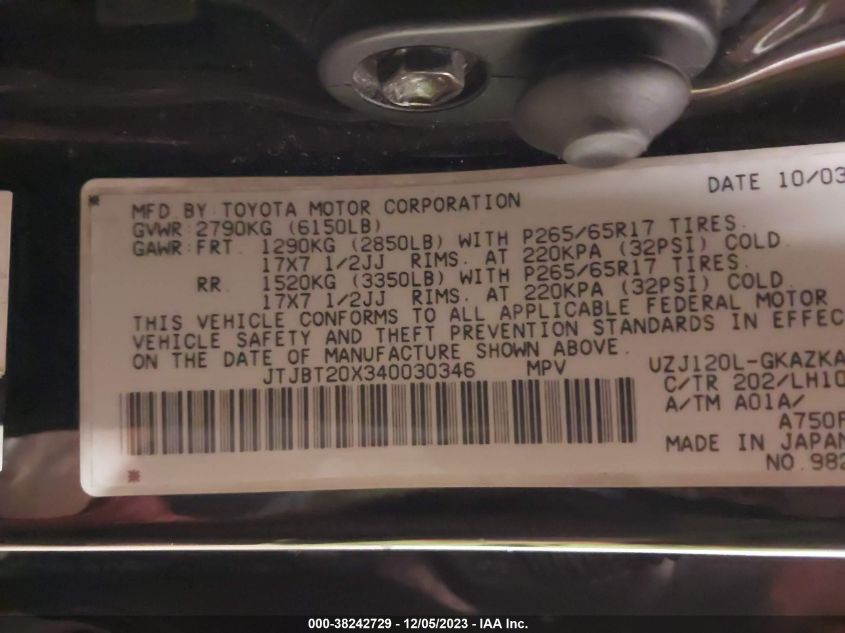 DATE 10/03
MFD BY: TOYOTA MOTOR CORPORATION
GVWR: 2790KG (6150LB)
GAWR: FRT. 1290KG (2850LB) WITH P265/65R17 TIRES.
17X7 1/2JJ RIMS. AT 220KPA (32PSI) COLD.
RR. 1520KG (3350LB) WITH P265/65R17 TIRES.
17X7 1/2JJ RIMS. AT 220KPA (32PSI) COLD.
THIS VEHICLE CONFORMS TO ALL APPLICABLE FEDERAL MOTOR
VEHICLE SAFETY AND THEFT PREVENTION STANDARDS IN EFFEC
ON THE DATE OF MANUFACTURE SHOWN ABOVE.
JTJBT20X340030346 MPV UZJ120L-GKAZKA
C/TR 202/LH10
A/TM A01A/
A750F
MADE IN JAPAN
NO. 982
000-38242729 - 12/05/2023 - IAA Inc.